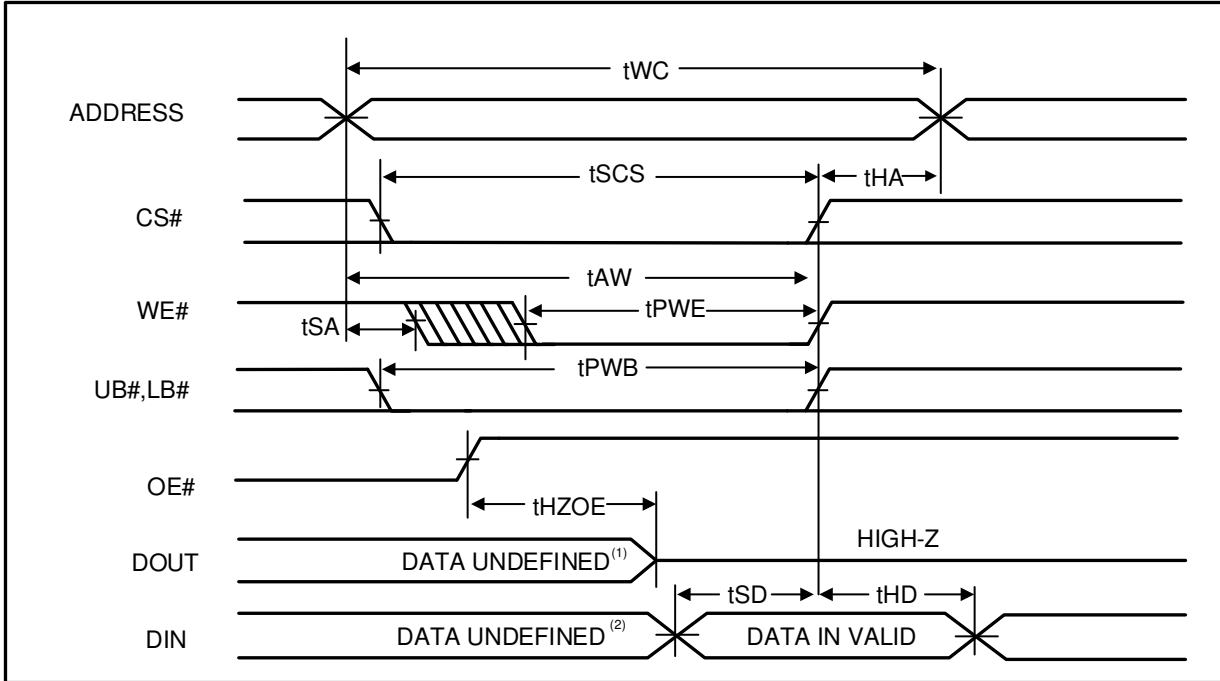 tWC
ADDRESS
tSCS
tHA
CS#
tAW
WE#
tSA
tPWE
tPWB
UB#,LB#
OE#
tHZOE
HIGH-Z
DOUT
DATA UNDEFINED(1)
tSD
tHD
DIN
DATA UNDEFINED (2)
DATA IN VALID